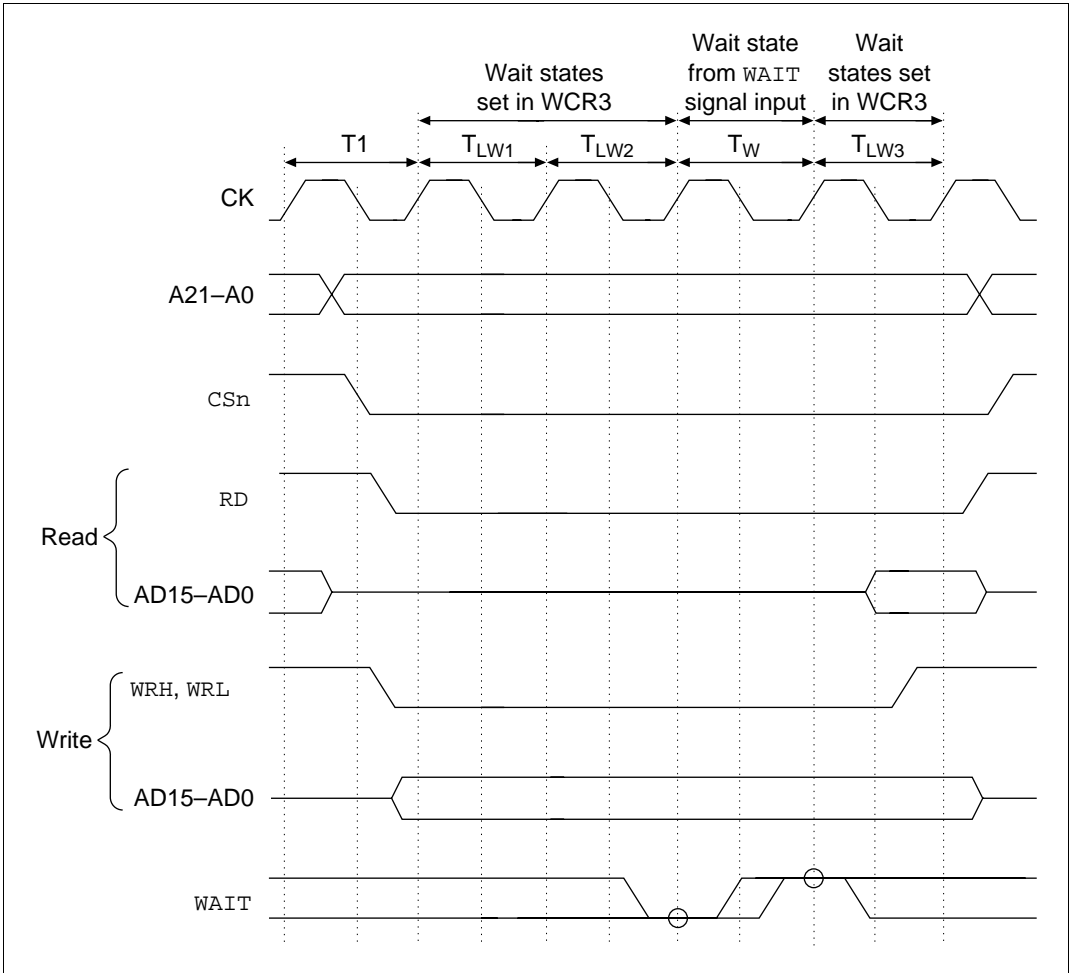 Wait states
set in WCR3
Wait state
from WAIT
signal input
Wait
states set
in WCR3
T1
TLW1
TLW2
TW
TLW3
CK
A21–A0
CSn
Read
RD
AD15–AD0
Write
WRH, WRL
AD15–AD0
WAIT